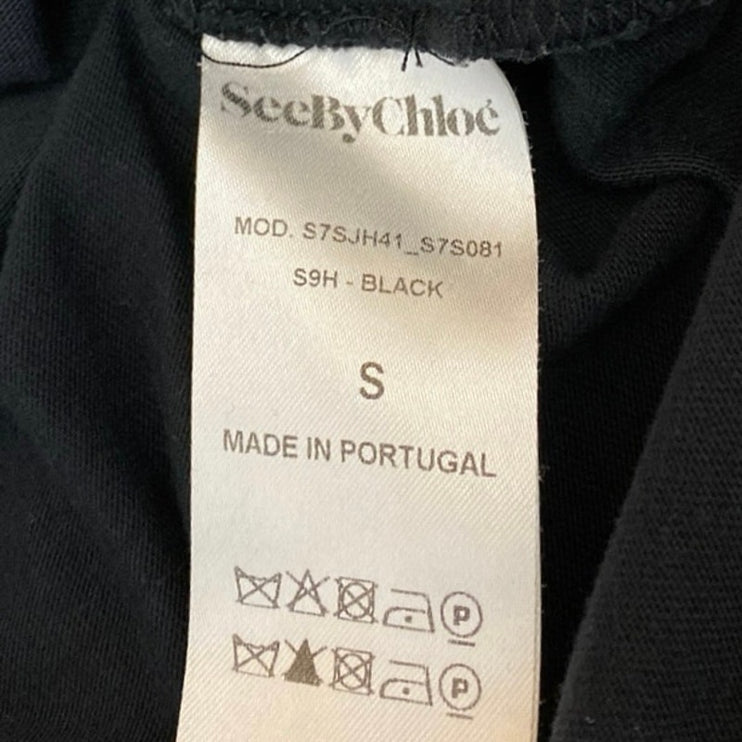 SeeByChloé
MOD. S7SJH41_S7S081
S9H - BLACK
S
MADE IN PORTUGAL
P
P